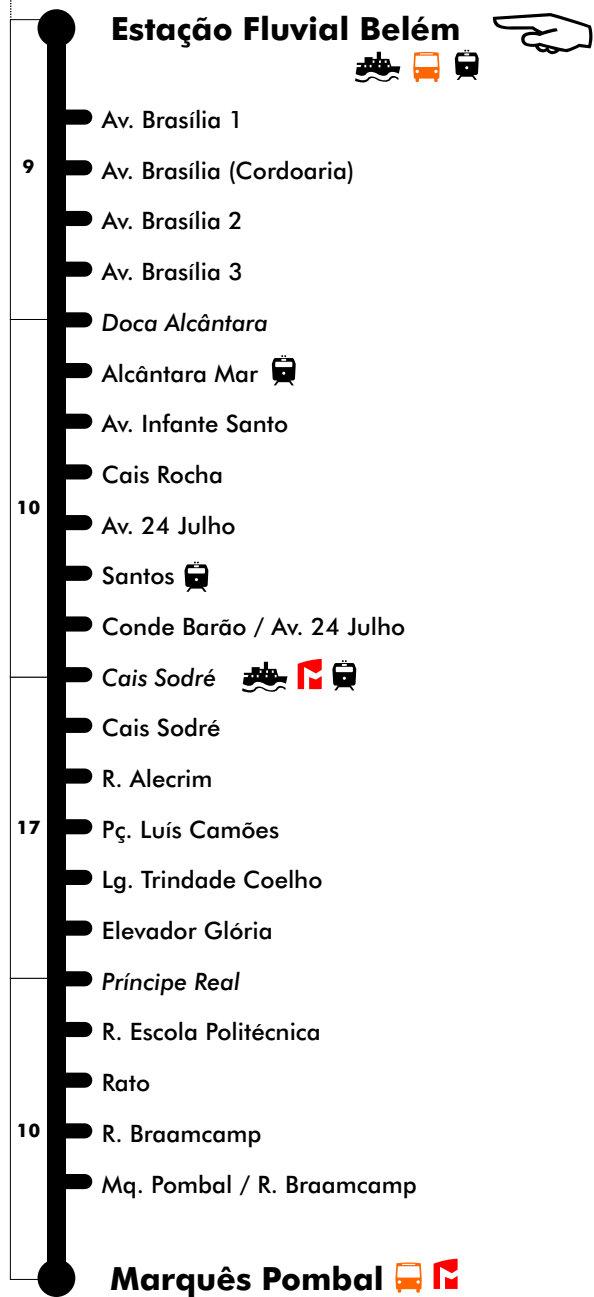 Estação Fluvial Belém
Av. Brasília 1
9
Av. Brasília (Cordoaria)
Av. Brasília 2
Av. Brasília 3
Doca Alcântara
Alcântara Mar
Av. Infante Santo
Cais Rocha
10
Av. 24 Julho
Santos
Conde Barão / Av. 24 Julho
Cais Sodré
Cais Sodré
R. Alecrim
17
Pç. Luís Camões
Lg. Trindade Coelho
Elevador Glória
Príncipe Real
R. Escola Politécnica
Rato
10
R. Braamcamp
Mq. Pombal / R. Braamcamp
Marquês Pombal